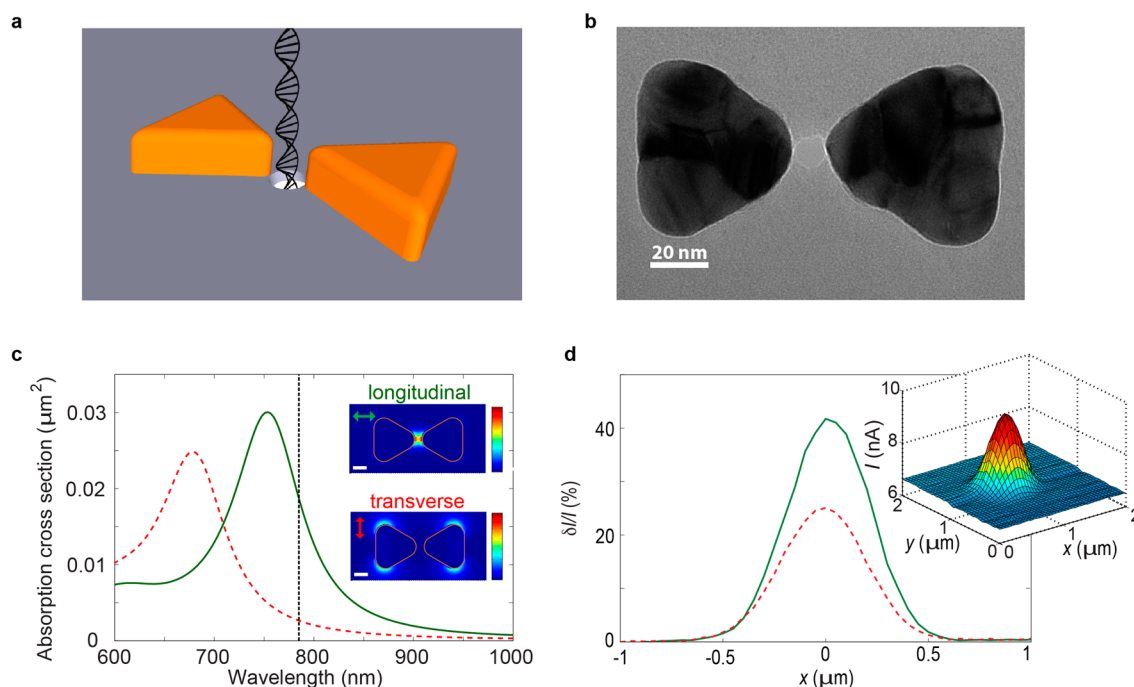 a
b
20 nm
c
Absorption cross section (μm²)
0.03
0.02
0.01
0
600
700
800
900
1000
Wavelength (nm)
longitudinal
transverse
d
δI/I (%)
40
20
0
-1
-0.5
0
0.5
1
x (μm)
I (nA)
10
8
6
2
1
0
y (μm)
0
1
2
x (μm)